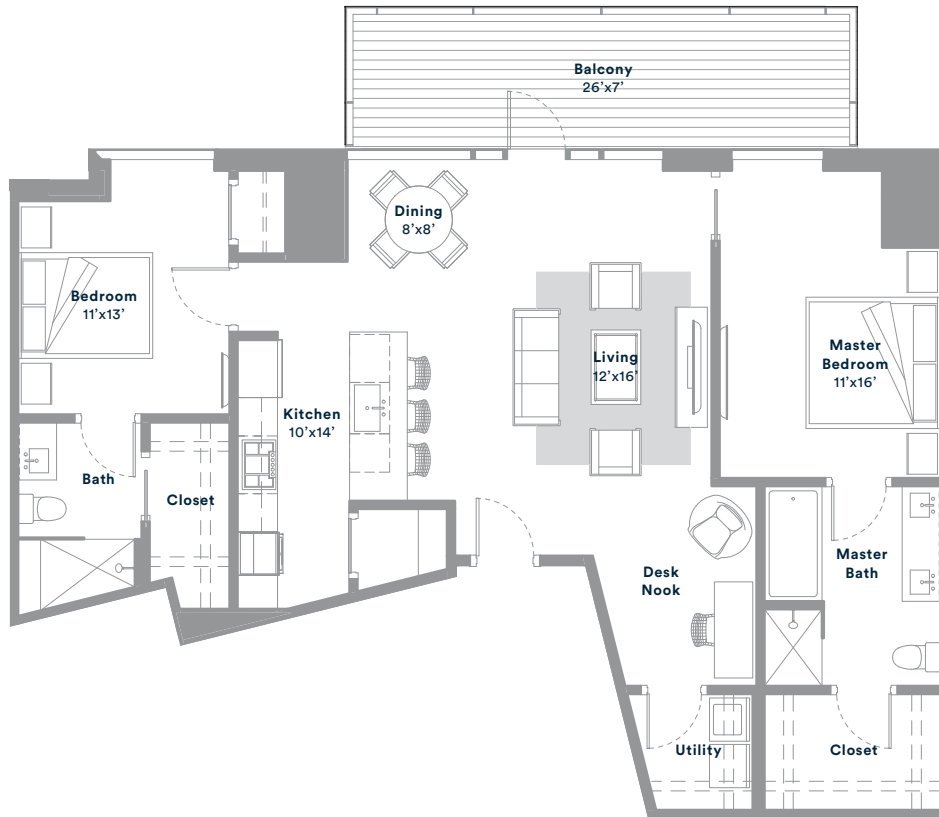 Balcony
26’x7’
Dining
8’x8’
Bedroom
11’x13’
Living
12’x16’
Master
Bedroom
11’x16’
Kitchen
10’x14’
Bath
Closet
Desk
Nook
Master
Bath
Utility
Closet